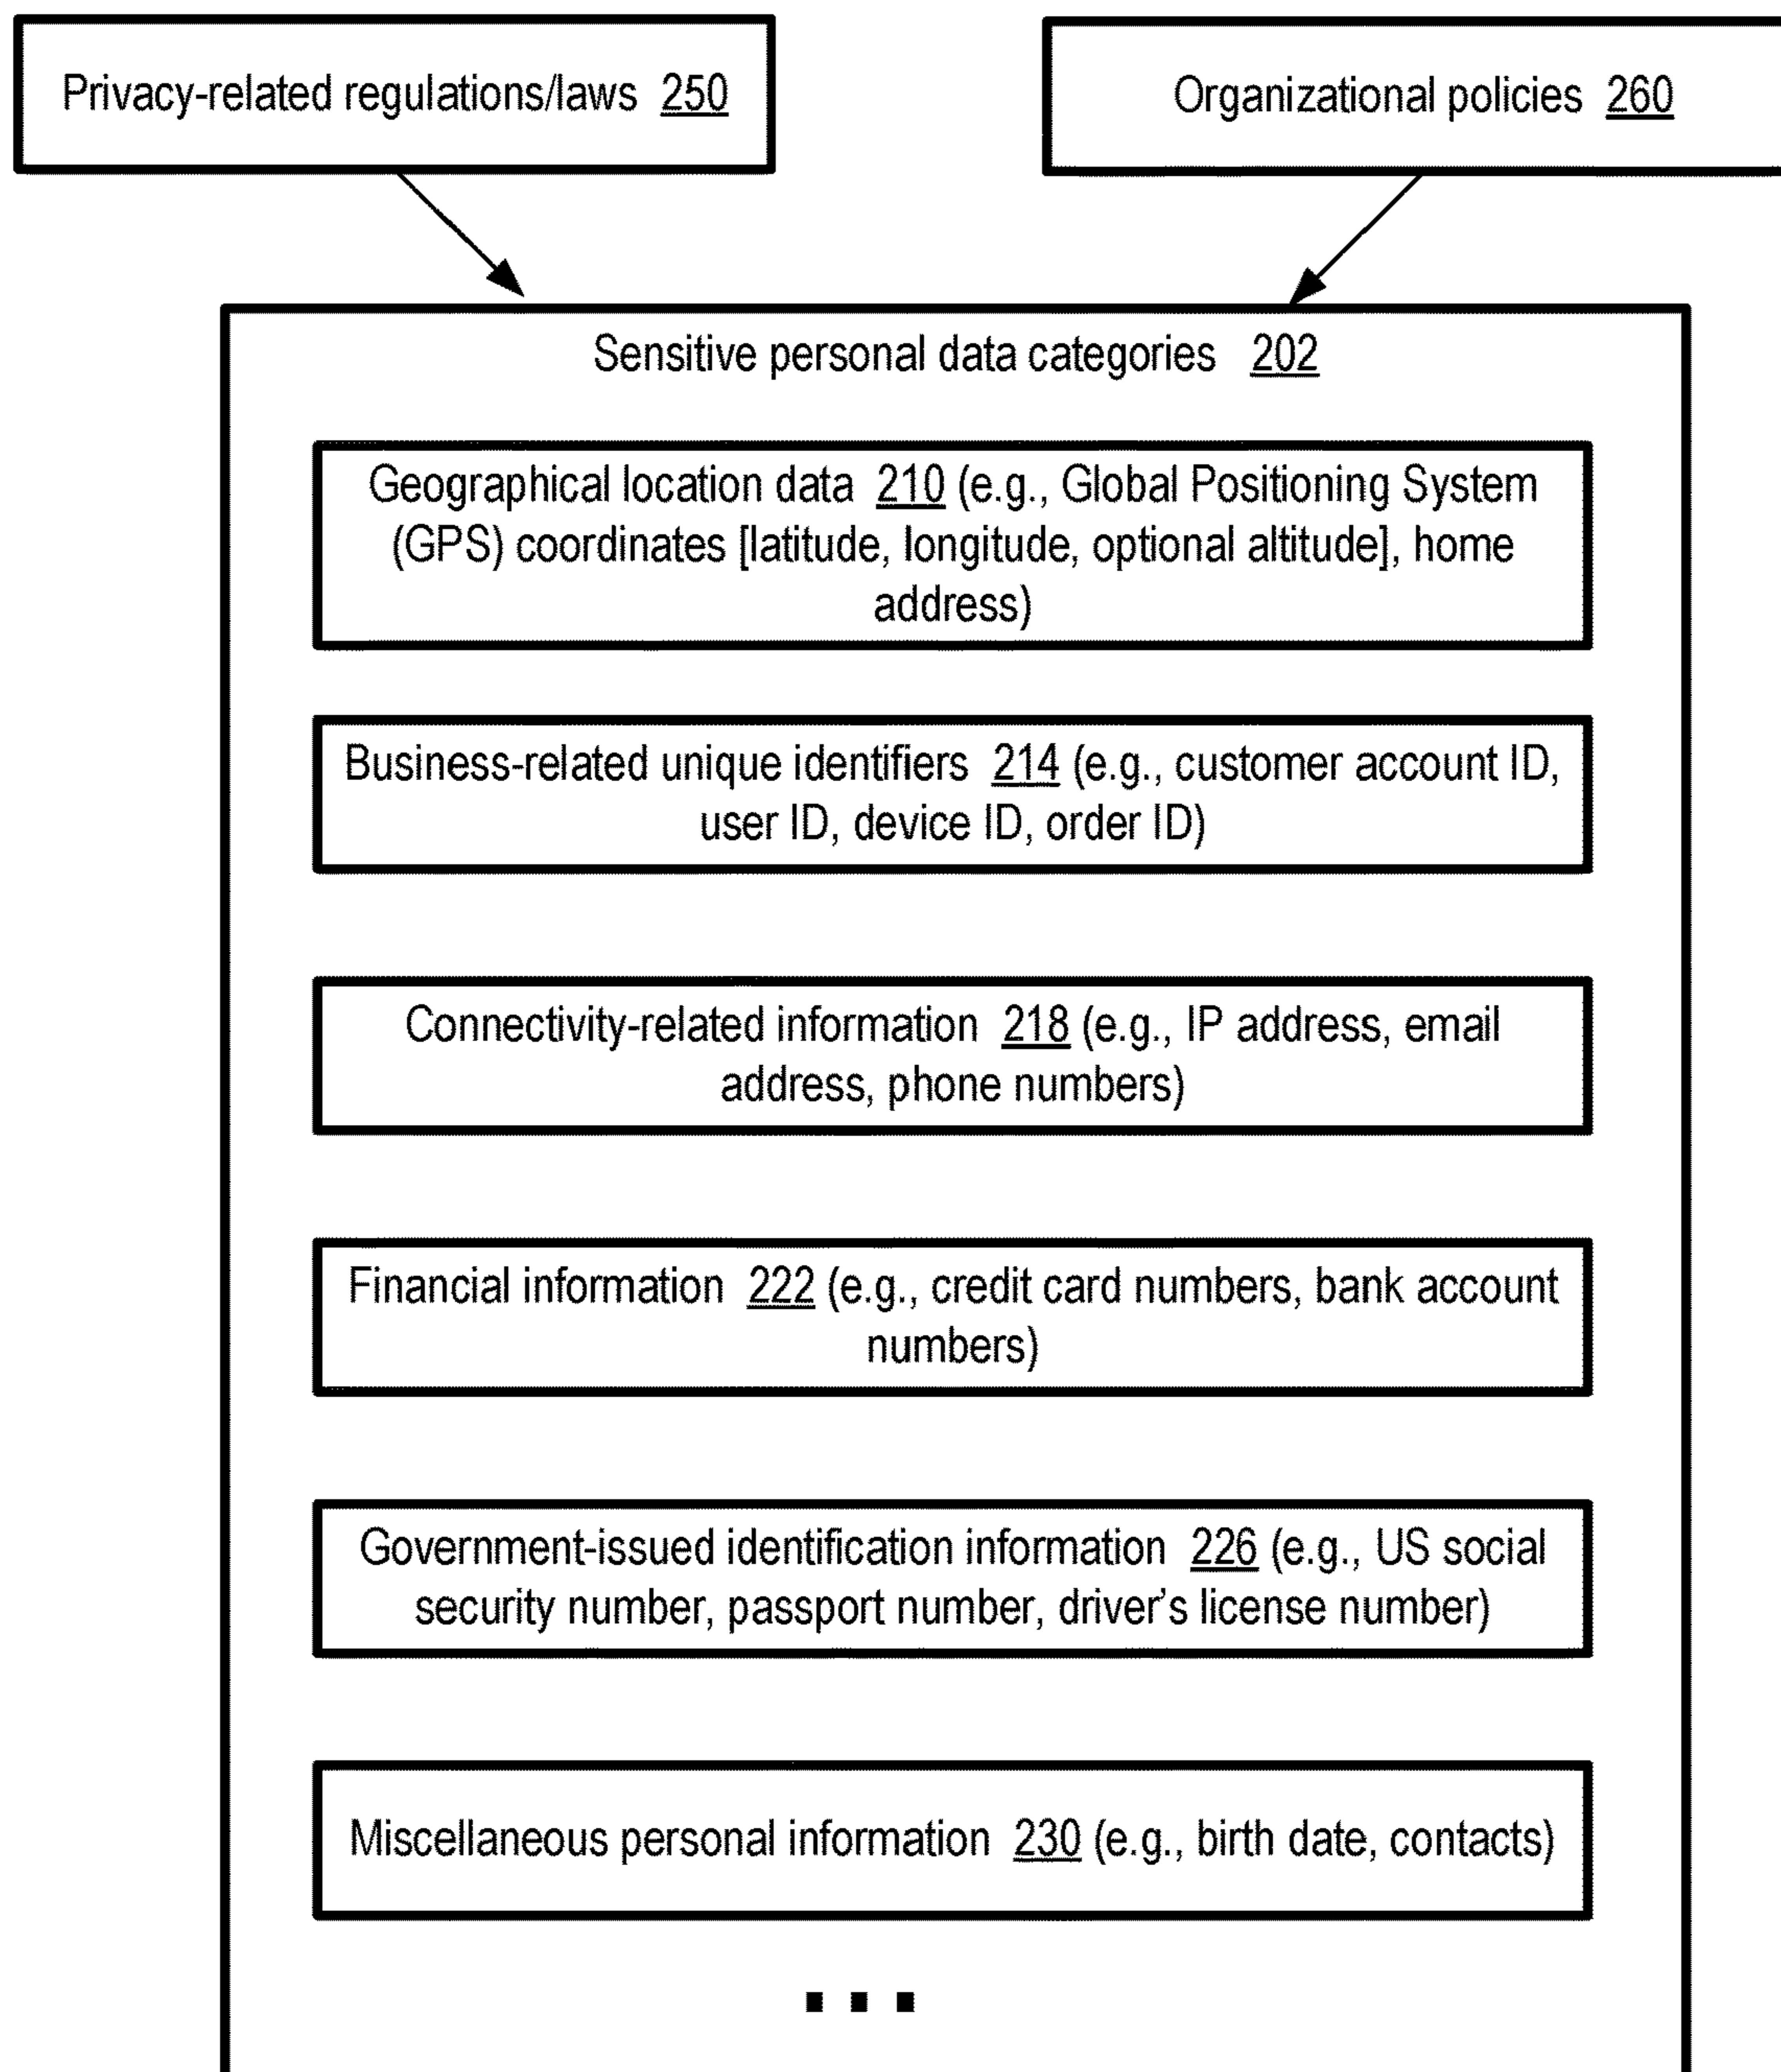 Privacy-related regulations/laws 250
Organizational policies 260
Sensitive personal data categories 202
Geographical location data 210 (e.g., Global Positioning System
(GPS) coordinates [latitude, longitude, optional altitude], home
address)
Business-related unique identifiers 214 (e.g., customer account ID,
user ID, device ID, order ID)
Connectivity-related information 218 (e.g., IP address, email
address, phone numbers)
Financial information 222 (e.g., credit card numbers, bank account
numbers)
Government-issued identification information 226 (e.g., US social
security number, passport number, driver’s license number)
Miscellaneous personal information 230 (e.g., birth date, contacts)
...